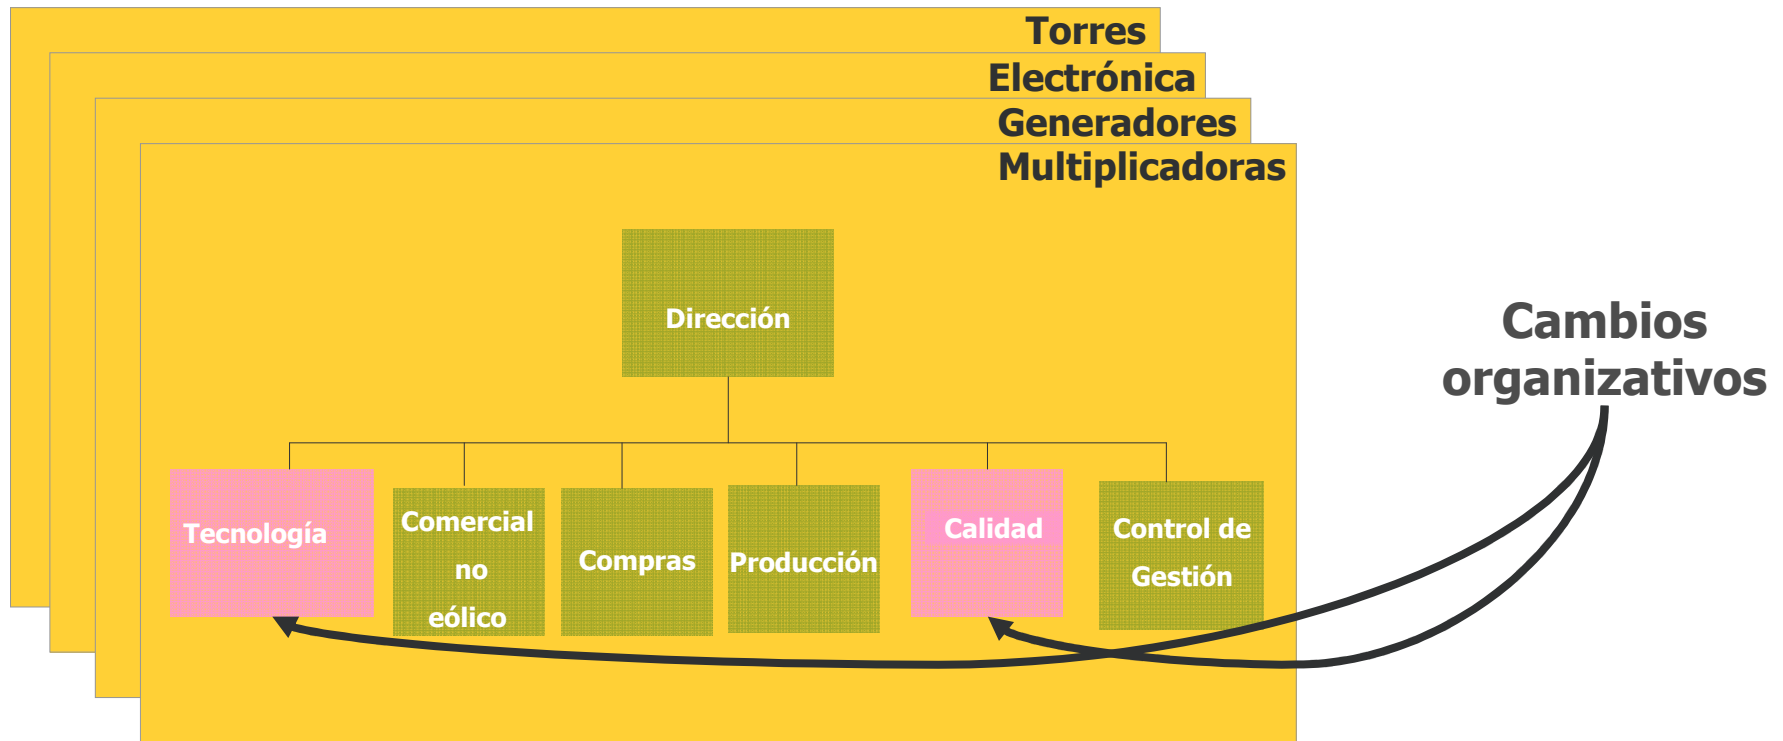 Torres
Electrónica
Generadores
Multiplicadoras
Dirección
Cambios
organizativos
Tecnología
Comercial
no
eólico
Compras
Producción
Calidad
Control de
Gestión